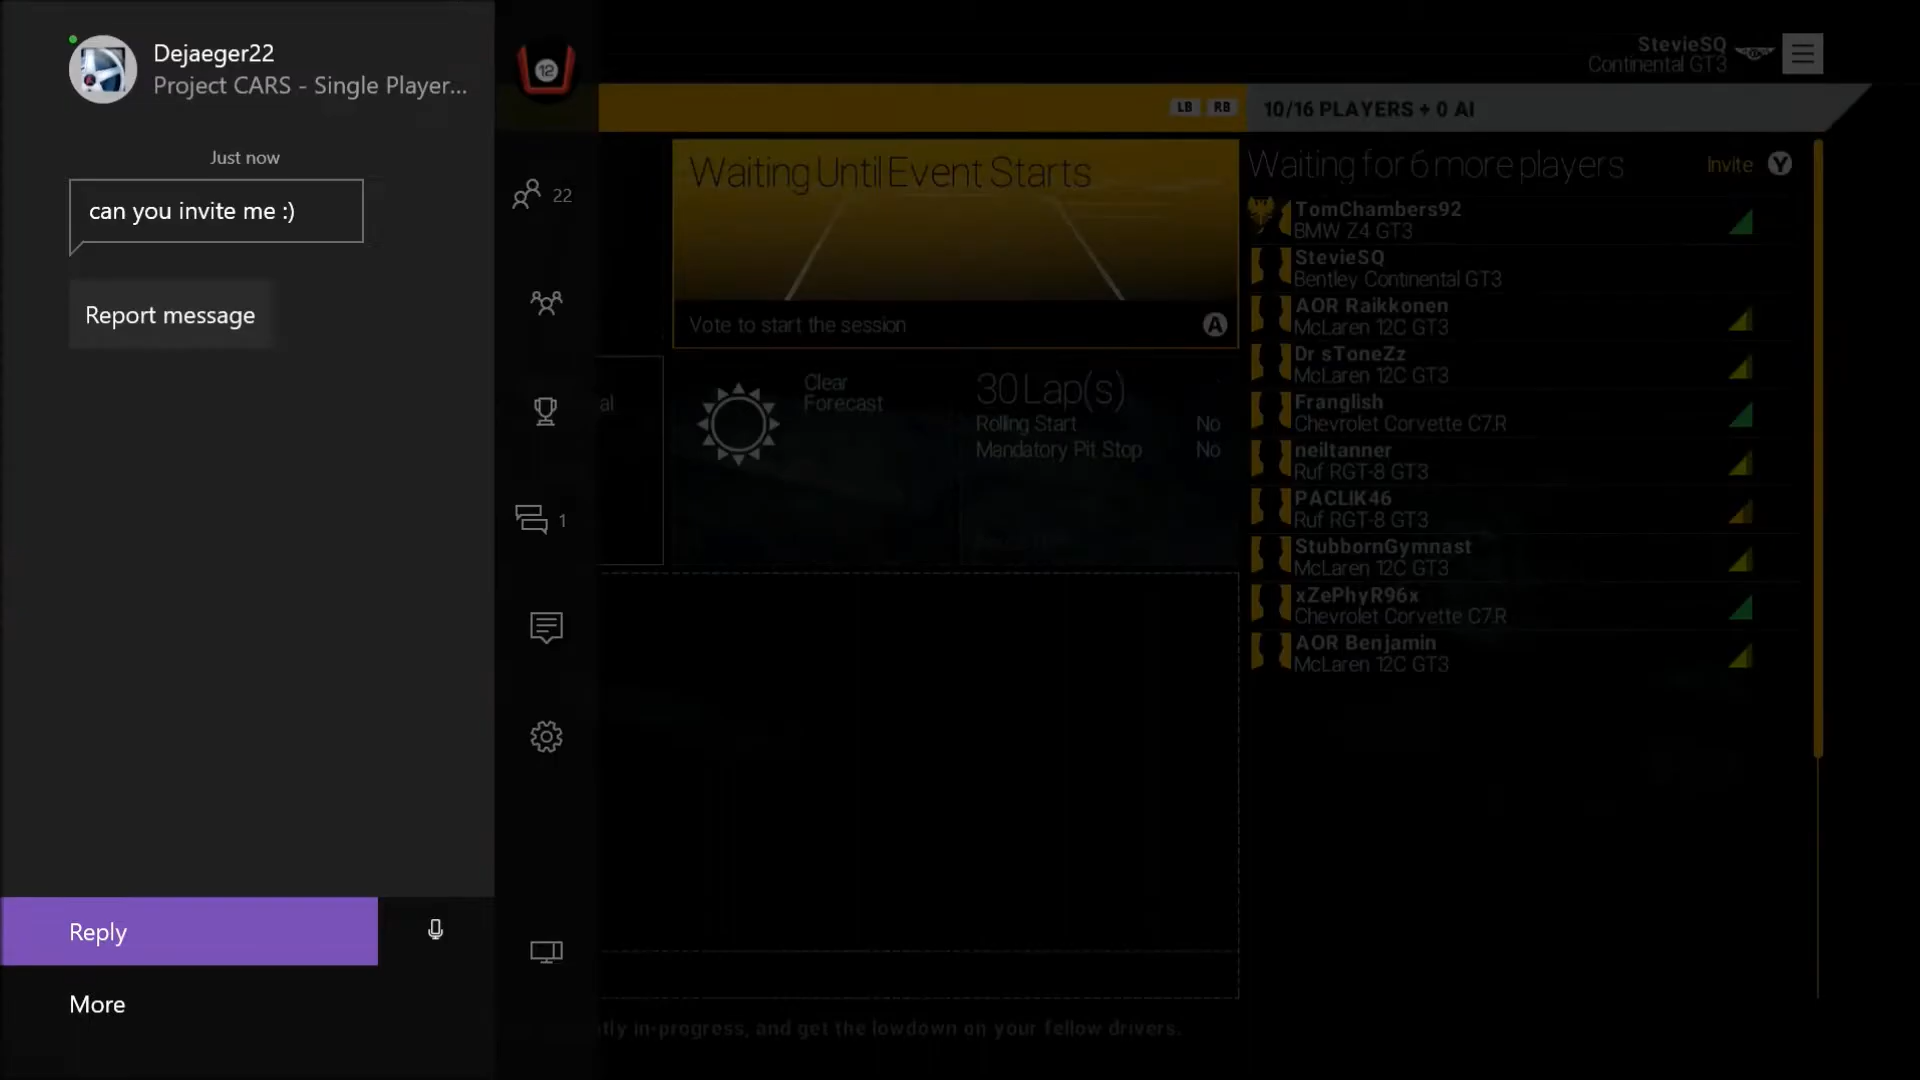 Dejaeger22
Project CARS - Single Player...
Just now
can you invite me :)
Report message
Reply
More
12
22
1
StevieSQ
Continental GT3
LB RB
10/16 PLAYERS + 0 AI
Waiting Until Event Starts
Vote to start the session
A
al
Clear
Forecast
30 Lap(s)
Rolling Start No
Mandatory Pit Stop No
Waiting for 6 more players
Invite Y
TomChambers92
BMW Z4 GT3
StevieSQ
Bentley Continental GT3
AOR Raikkonen
McLaren 12C GT3
Dr sToneZz
McLaren 12C GT3
Franglish
Chevrolet Corvette C7.R
neiltanner
Ruf RGT-8 GT3
PACLIK46
Ruf RGT-8 GT3
StubbornGymnast
McLaren 12C GT3
xZePhyR96x
Chevrolet Corvette C7.R
AOR Benjamin
McLaren 12C GT3
tly in-progress, and get the lowdown on your fellow drivers.